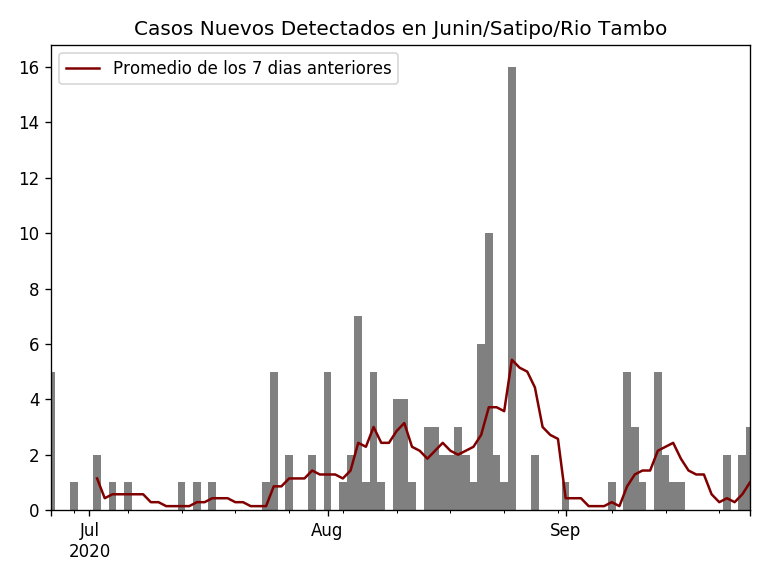 Casos Nuevos Detectados en Junin/Satipo/Rio Tambo
Promedio de los 7 dias anteriores
16
14
12
10
8
6
4
2
0
Jul
2020
Aug
Sep